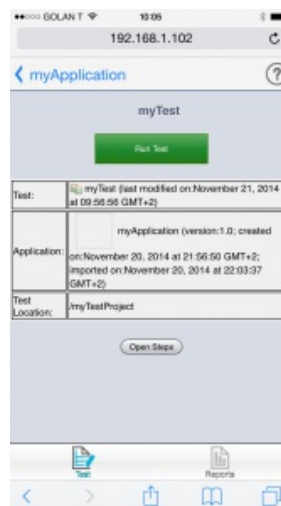 GOLAN T 10:05
192.168.1.102
myApplication ?
myTest
Run Test
Test: myTest (last modified on:November 21, 2014
at 09:56:56 GMT+2)
Application: myApplication (version:1.0; created
on:November 20, 2014 at 21:56:50 GMT+2;
imported on:November 20, 2014 at 22:03:37
GMT+2)
Test
Location: /myTestProject
Open Steps
Test Reports